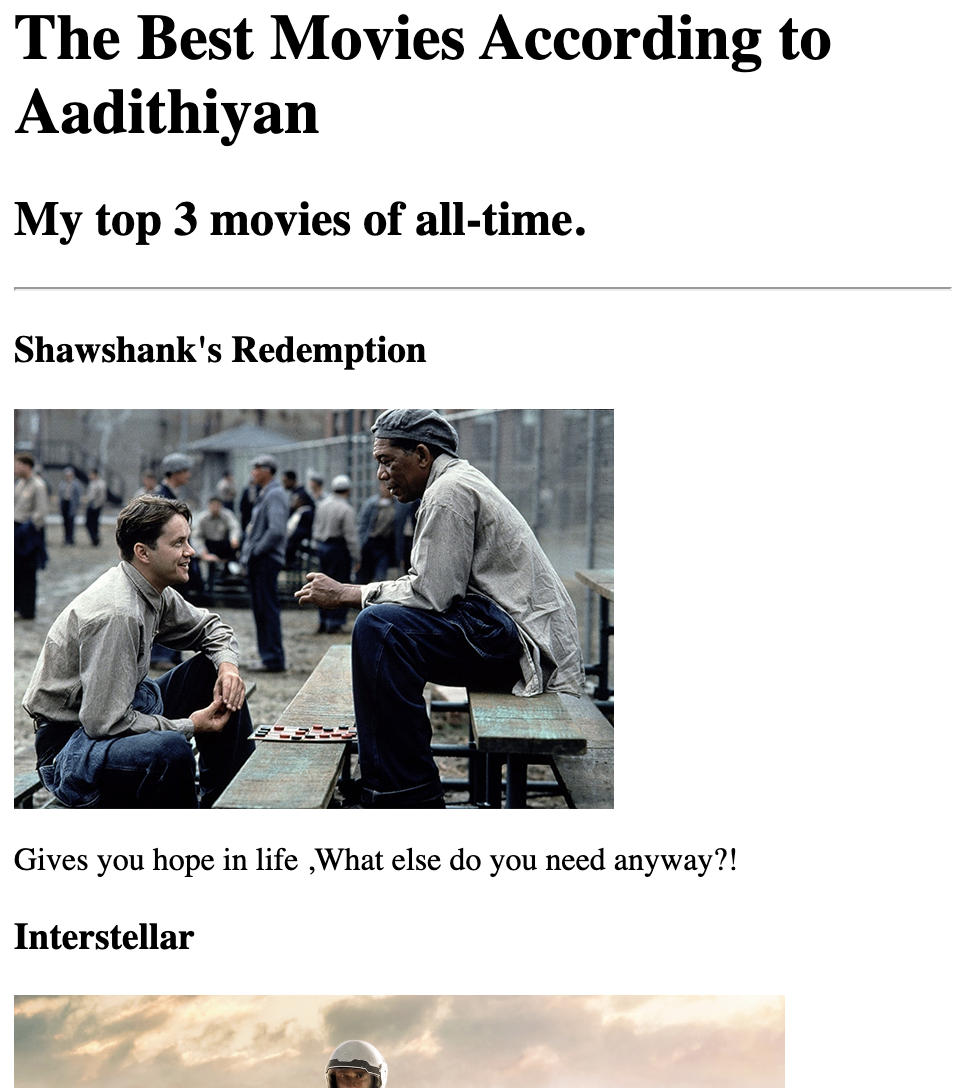 The Best Movies According to
Aadithiyan
My top 3 movies of all-time.
Shawshank's Redemption
Gives you hope in life ,What else do you need anyway?!
Interstellar